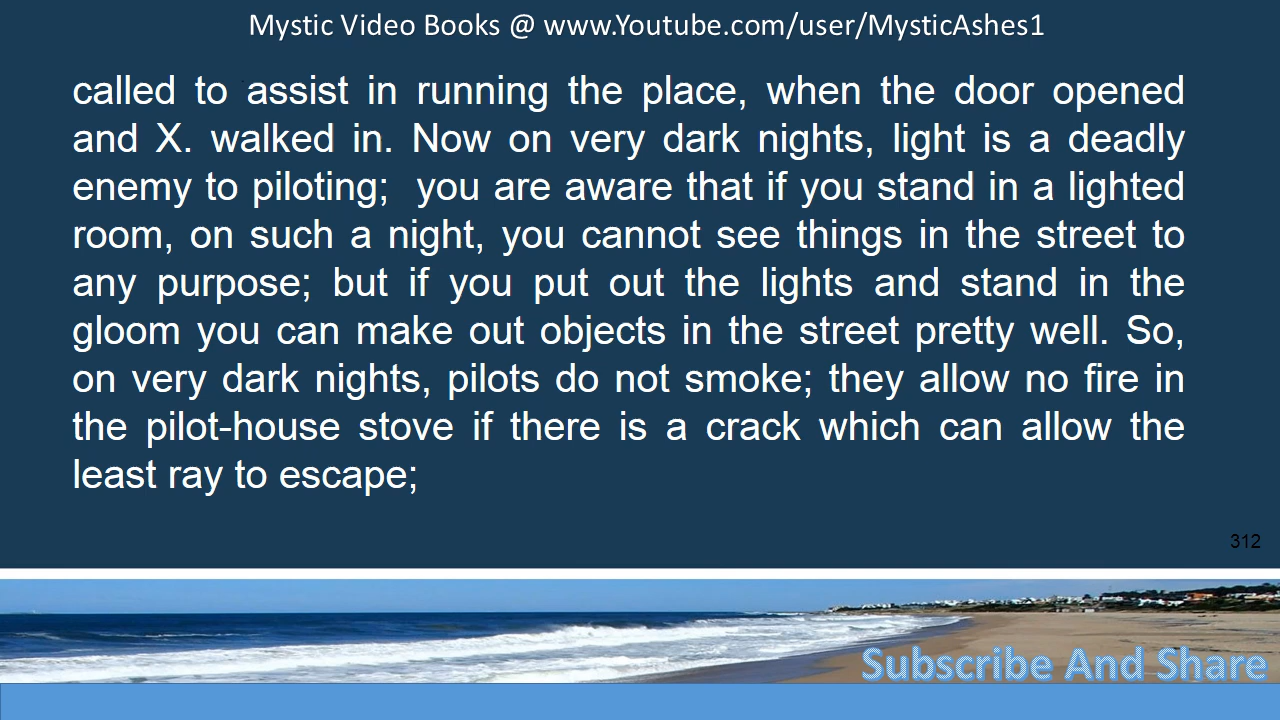 Mystic Video Books @ www.Youtube.com/user/MysticAshes1
called to assist in running the place, when the door opened
and X. walked in. Now on very dark nights, light is a deadly
enemy to piloting;  you are aware that if you stand in a lighted
room, on such a night, you cannot see things in the street to
any purpose; but if you put out the lights and stand in the
gloom you can make out objects in the street pretty well. So,
on very dark nights, pilots do not smoke; they allow no fire in
the pilot-house stove if there is a crack which can allow the
least ray to escape;
312
Subscribe And Share